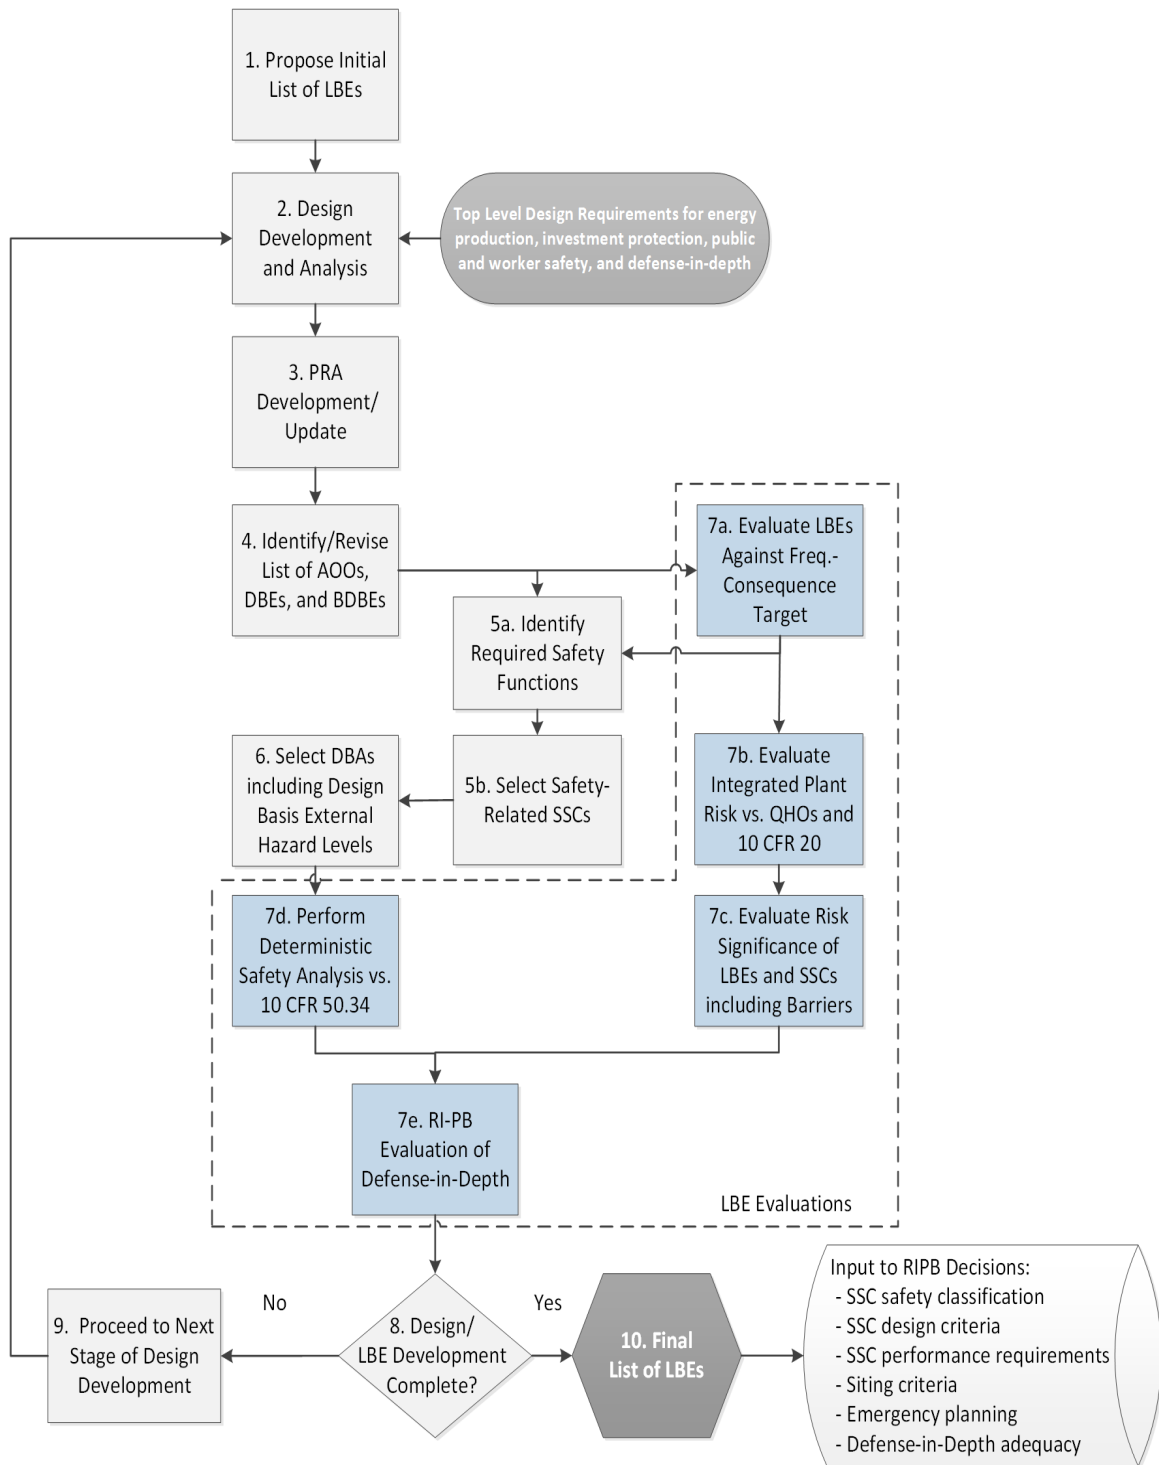 1. Propose Initial
List of LBEs
2. Design
Development
and Analysis
Top Level Design Requirements for energy
production, investment protection, public
and worker safety, and defense-in-depth
3. PRA
Development/
Update
4. Identify/Revise
List of AOOs,
DBEs, and BDBEs
7a. Evaluate LBEs
Against Freq.-
Consequence
Target
5a. Identify
Required Safety
Functions
5b. Select Safety-
Related SSCs
6. Select DBAs
including Design
Basis External
Hazard Levels
7b. Evaluate
Integrated Plant
Risk vs. QHOs and
10 CFR 20
7d. Perform
Deterministic
Safety Analysis vs.
10 CFR 50.34
7c. Evaluate Risk
Significance of
LBEs and SSCs
including Barriers
7e. RI-PB
Evaluation of
Defense-in-Depth
LBE Evaluations
8. Design/
LBE Development
Complete?
No
Yes
9. Proceed to Next
Stage of Design
Development
10. Final
List of LBEs
Input to RIPB Decisions:
- SSC safety classification
- SSC design criteria
- SSC performance requirements
- Siting criteria
- Emergency planning
- Defense-in-Depth adequacy